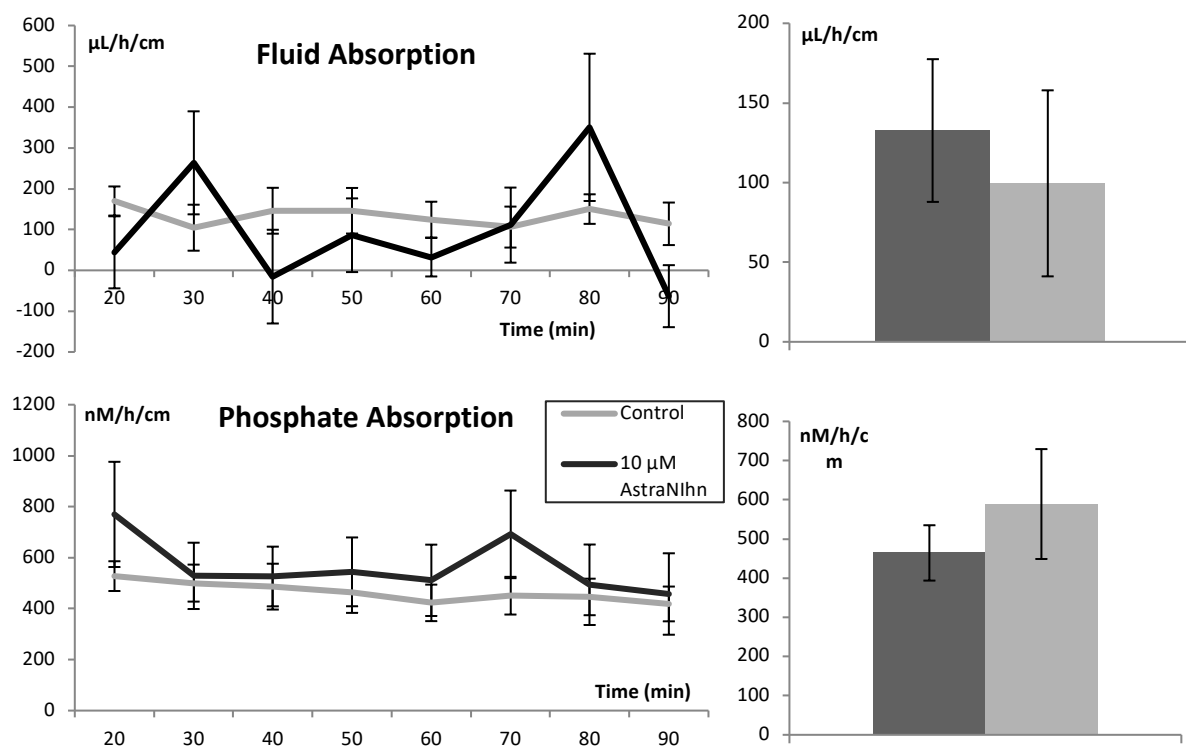 µL/h/cm
Fluid Absorption
600
500
400
300
200
100
0
-100
-200
20 30 40 50 60 70 80 90
Time (min)
µL/h/cm
200
150
100
50
0
nM/h/cm
Phosphate Absorption
1200
1000
800
600
400
200
0
Control
10 µM
AstraNIhn
Time (min)
20 30 40 50 60 70 80 90
nM/h/c
m
800
700
600
500
400
300
200
100
0